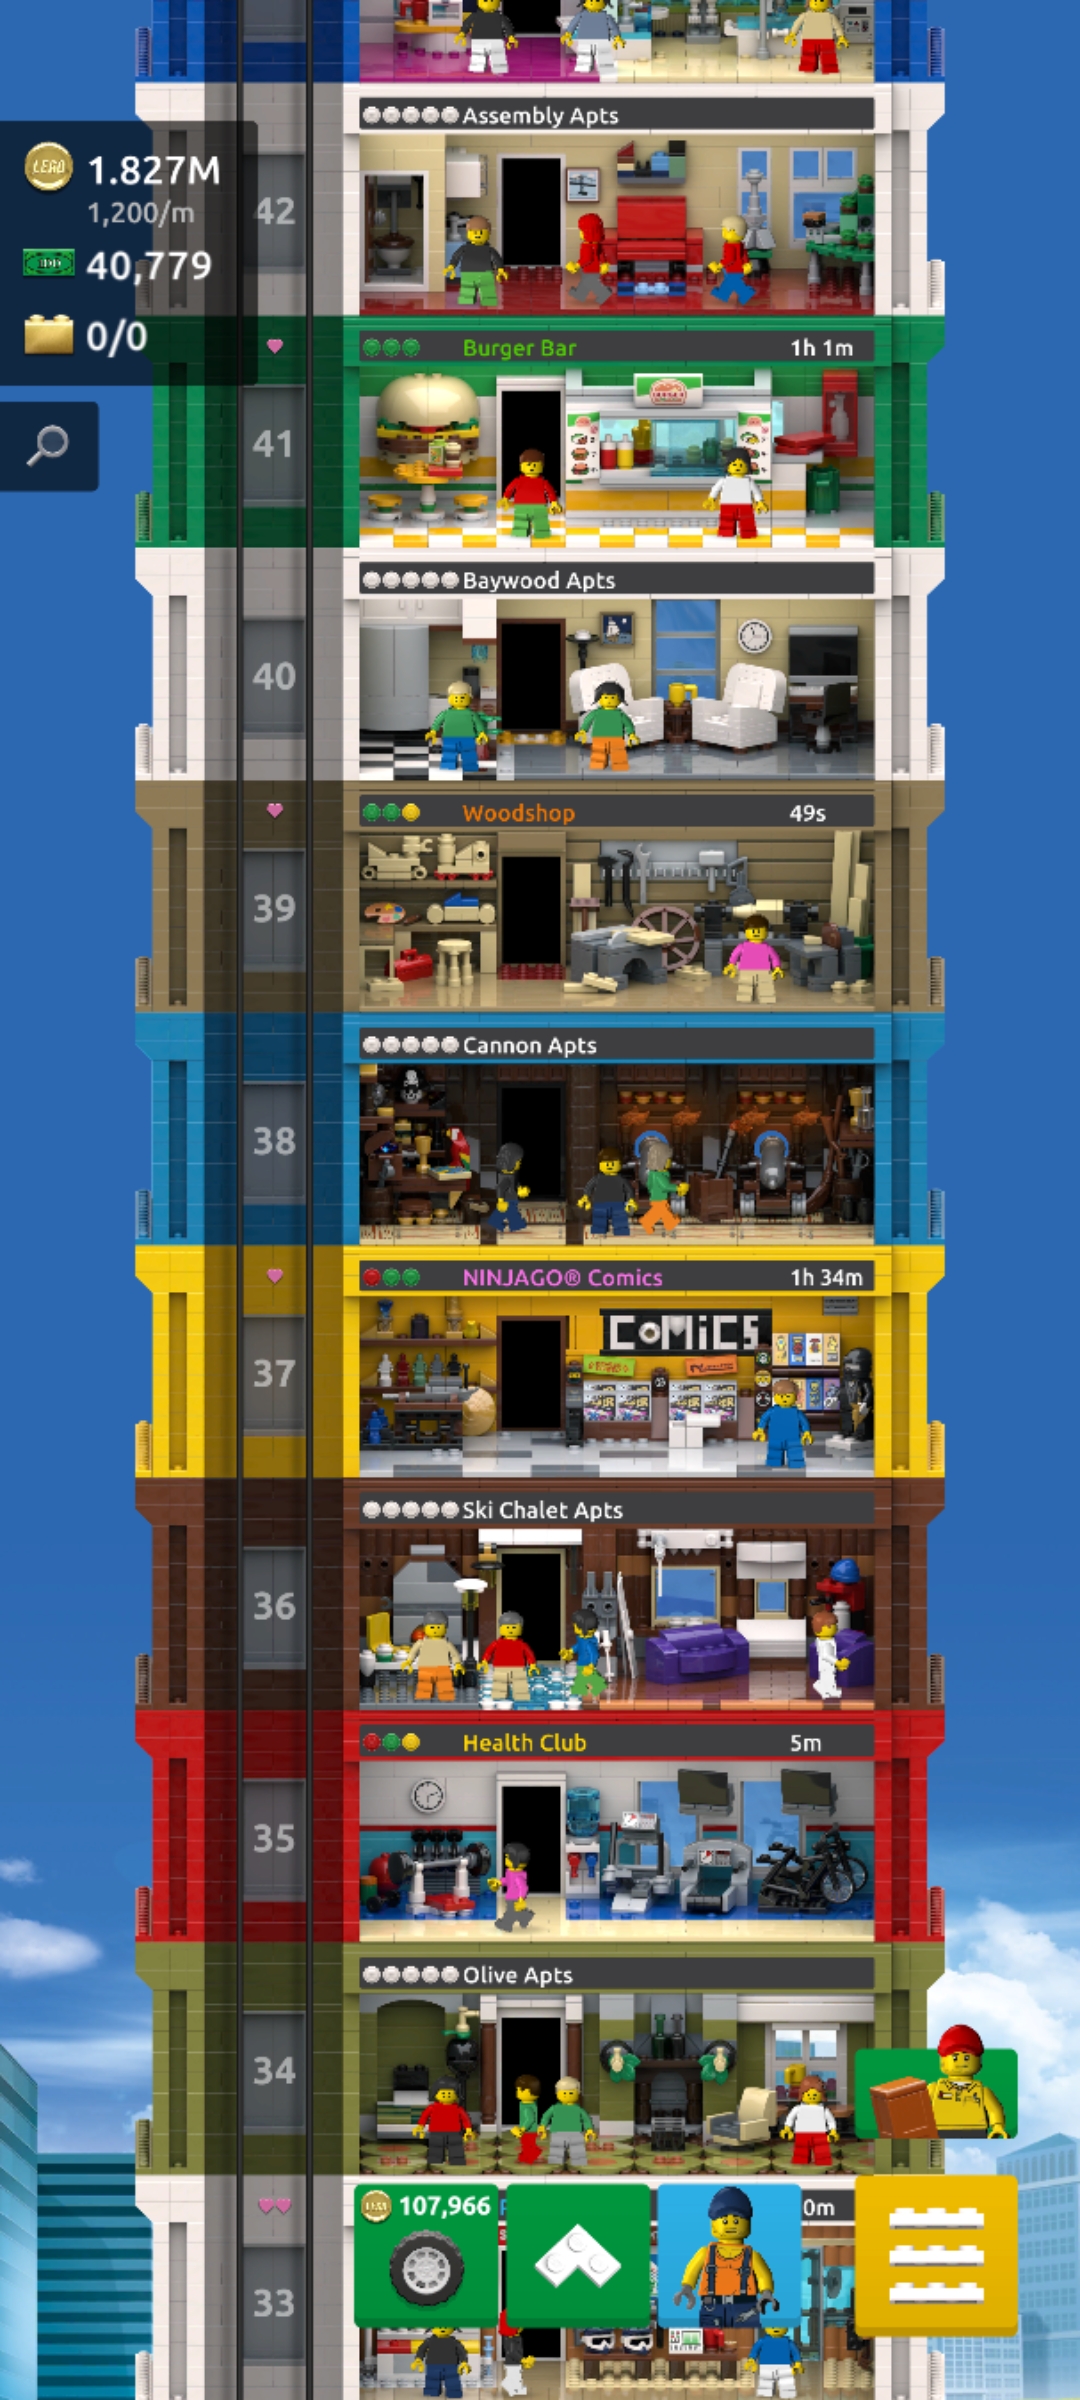 Assembly Apts
LEGO 1.827M
1,200/m
42
40,779
0/0
Burger Bar 1h 1m
BURGER
41
Baywood Apts
40
Woodshop 49s
39
Cannon Apts
38
NINJAGO® Comics 1h 34m
COMiCS
37
Ski Chalet Apts
36
Health Club 5m
35
Olive Apts
34
107,966
0m
33